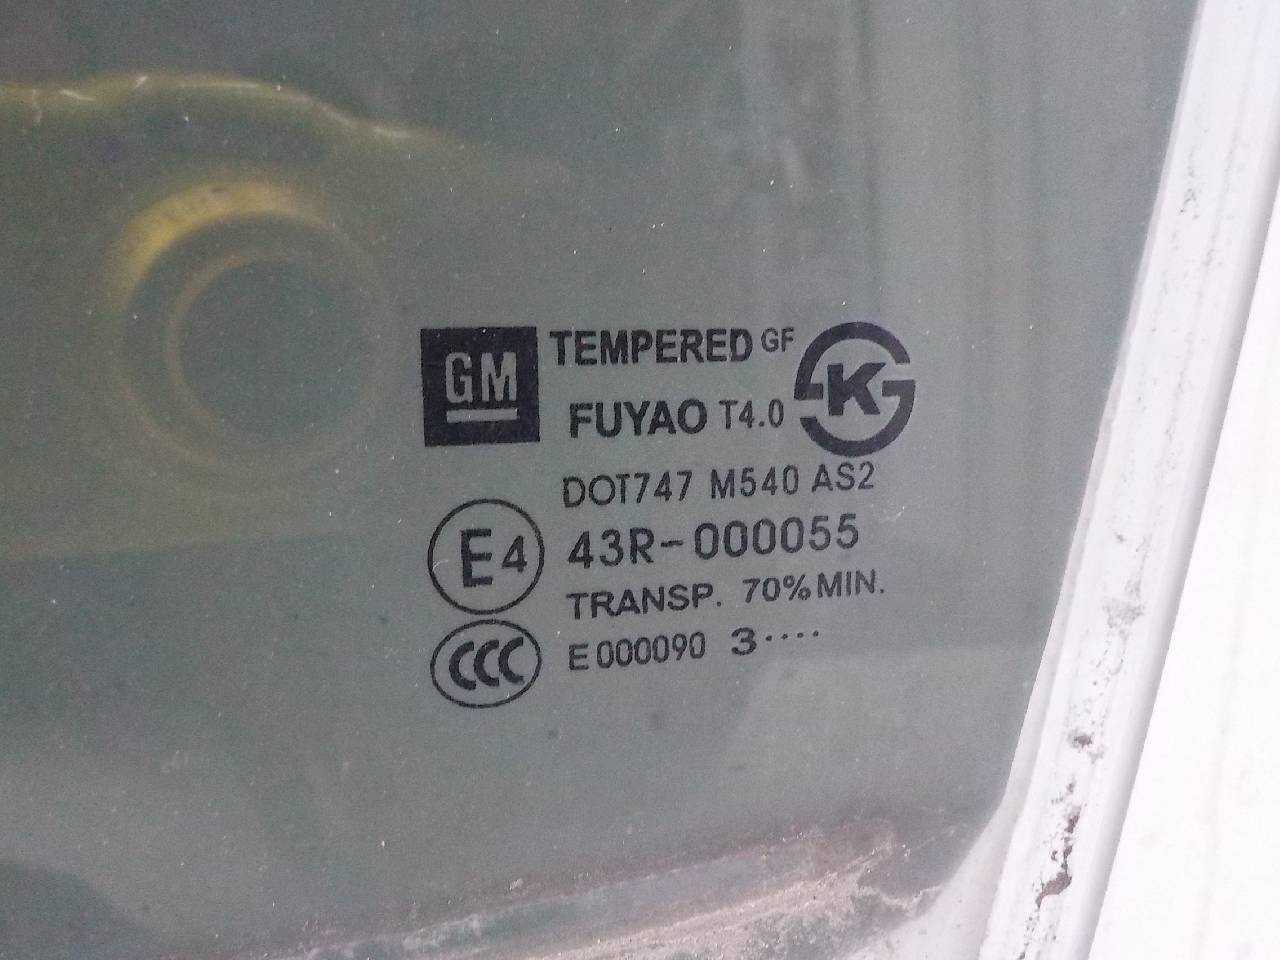 GM TEMPERED GF
FUYAO T4.0 K
DOT747 M540 AS2
E4 43R-000055
TRANSP. 70% MIN.
CCC E000090 3....